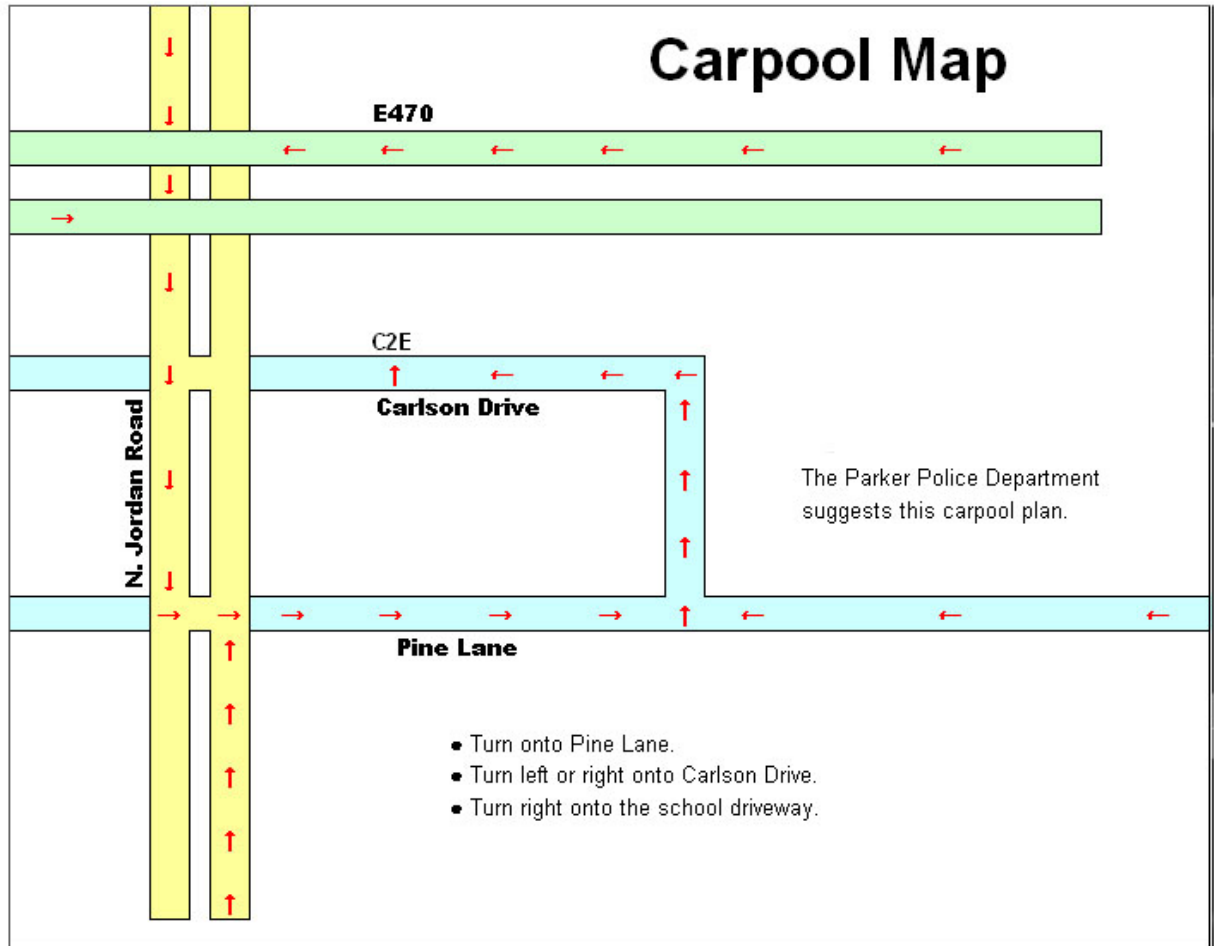 Carpool Map
E470
C2E
Carlson Drive
N. Jordan Road
The Parker Police Department
suggests this carpool plan.
Pine Lane
• Turn onto Pine Lane.
• Turn left or right onto Carlson Drive.
• Turn right onto the school driveway.